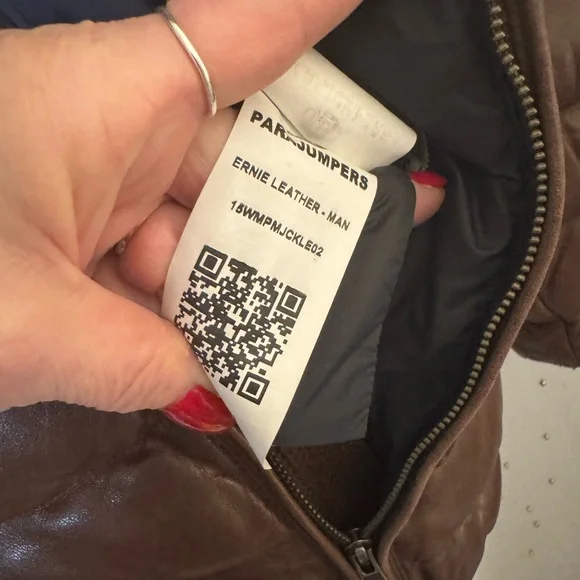 PARAJUMPERS
ERNIE LEATHER - MAN
15WMPMJCKLE02